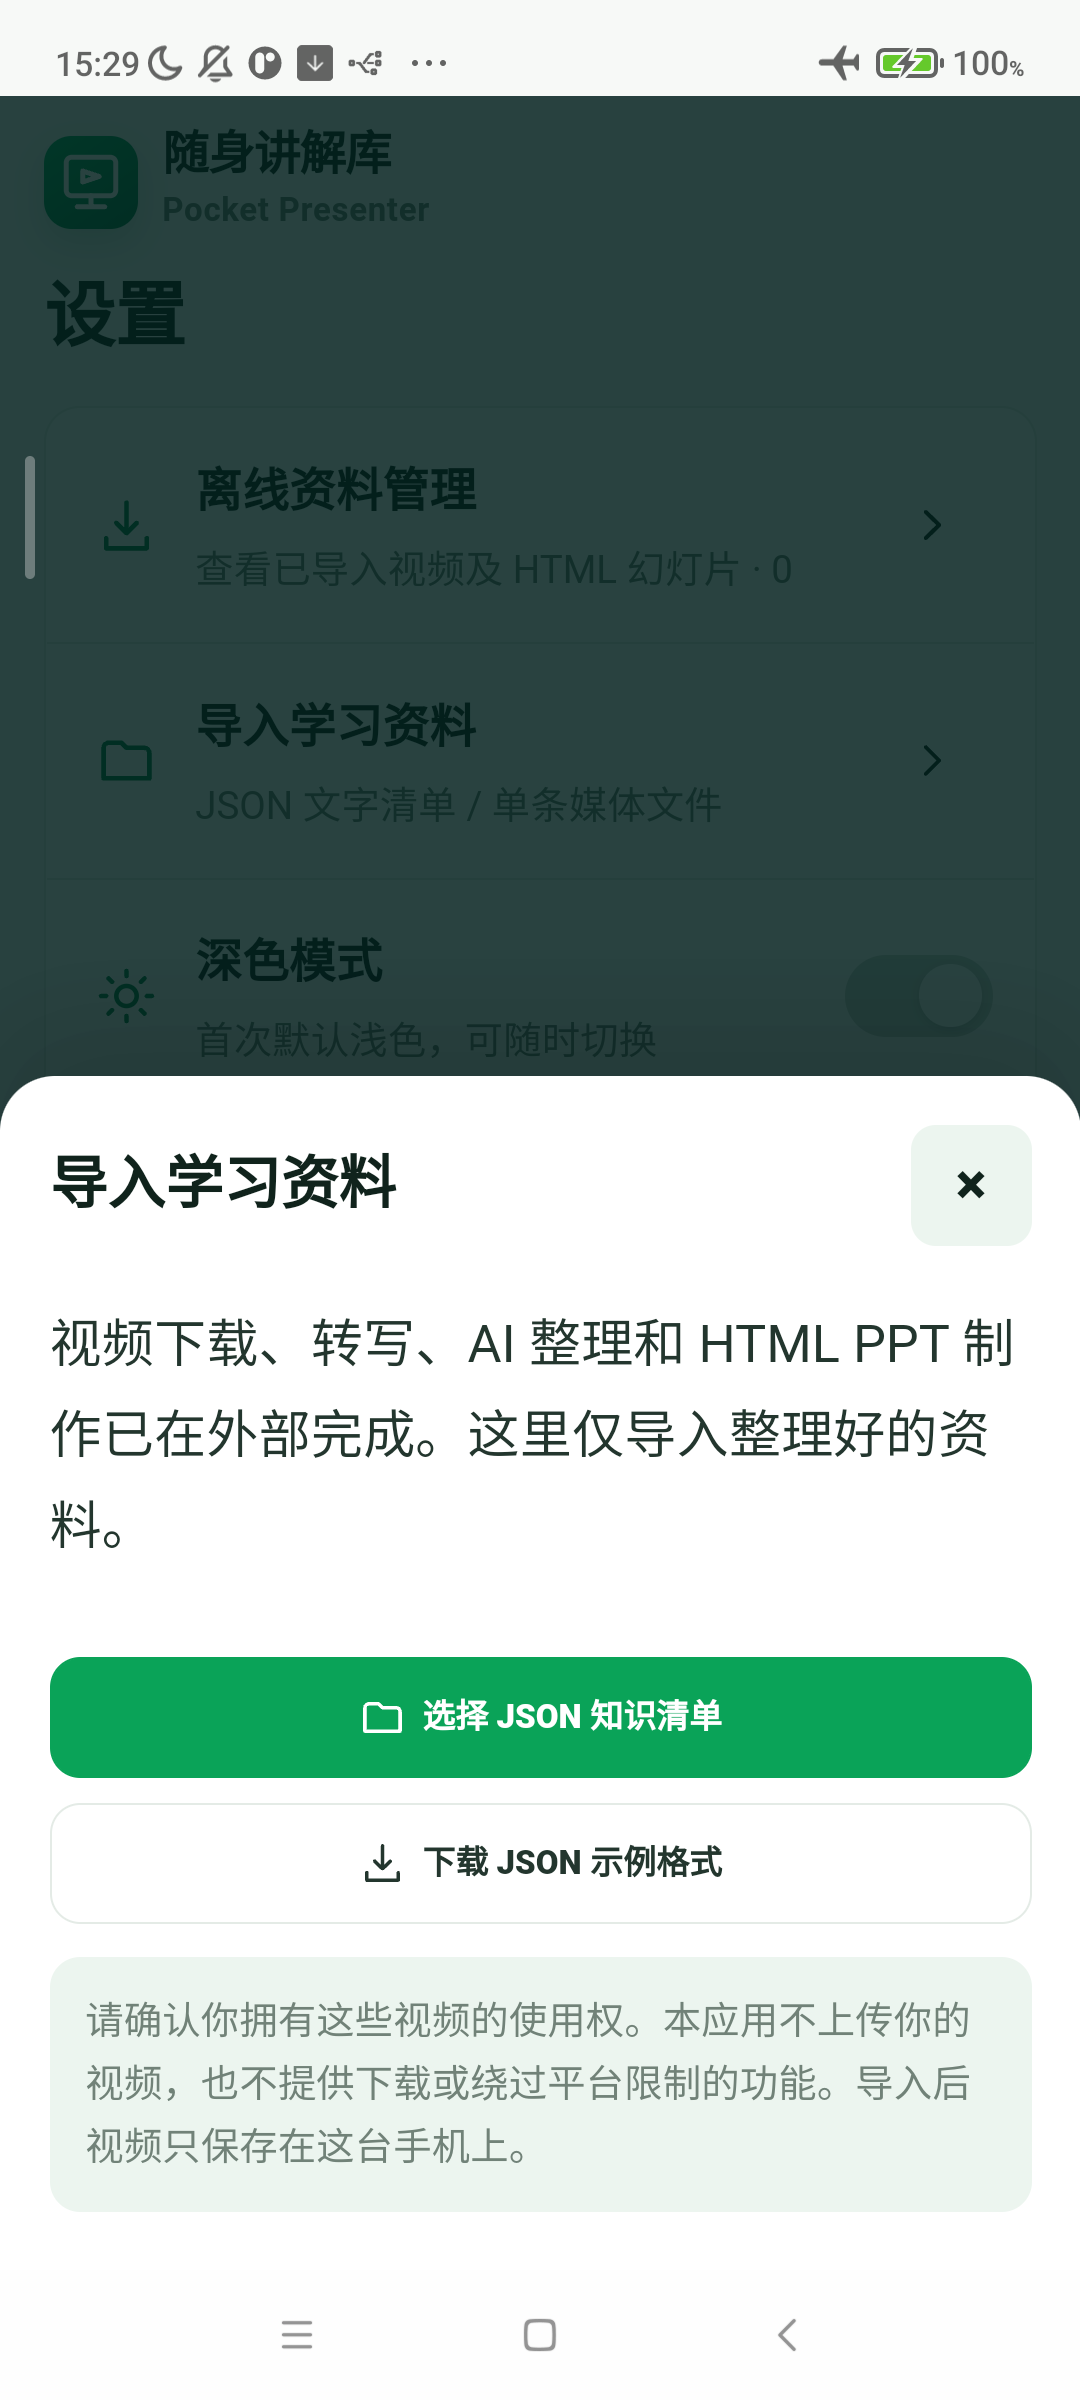 15:29
100%
随身讲解库
Pocket Presenter
设置
离线资料管理
查看已导入视频及 HTML 幻灯片 · 0
导入学习资料
JSON 文字清单 / 单条媒体文件
深色模式
首次默认浅色，可随时切换
导入学习资料
视频下载、转写、AI 整理和 HTML PPT 制
作已在外部完成。这里仅导入整理好的资
料。
选择 JSON 知识清单
下载 JSON 示例格式
请确认你拥有这些视频的使用权。本应用不上传你的
视频，也不提供下载或绕过平台限制的功能。导入后
视频只保存在这台手机上。